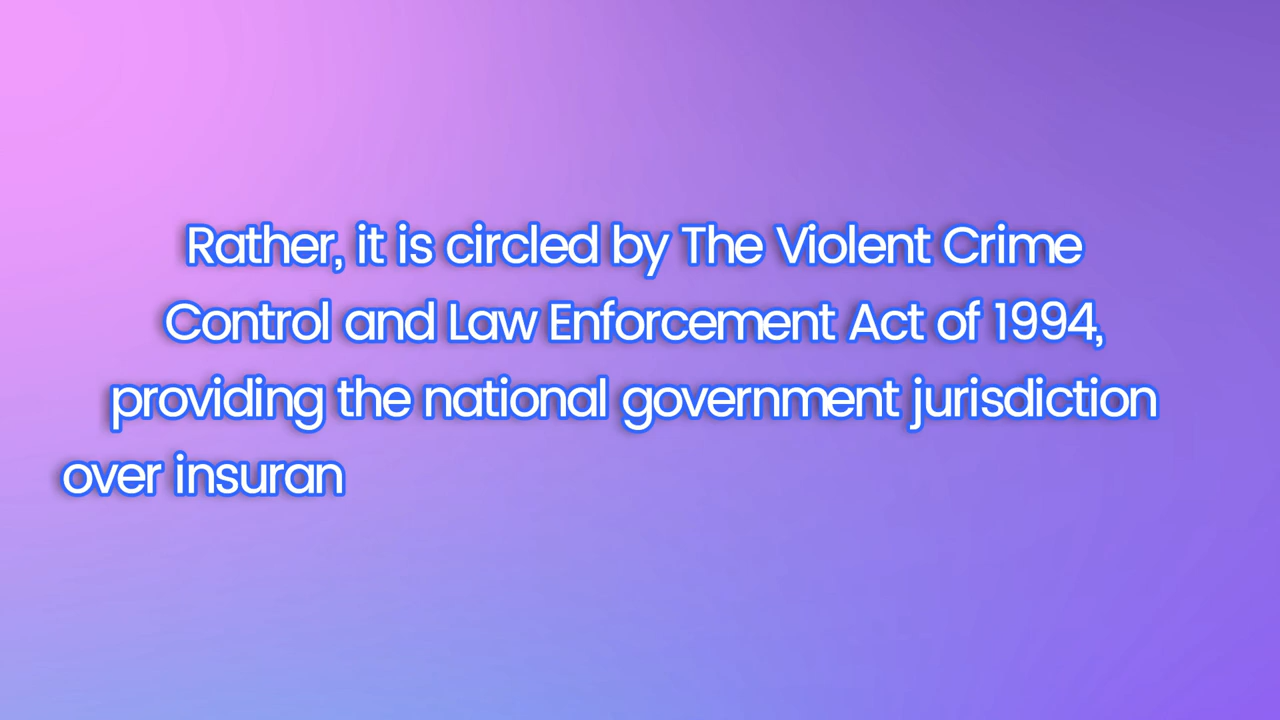 Rather, it is circled by The Violent Crime
Control and Law Enforcement Act of 1994,
providing the national government jurisdiction
over insuran